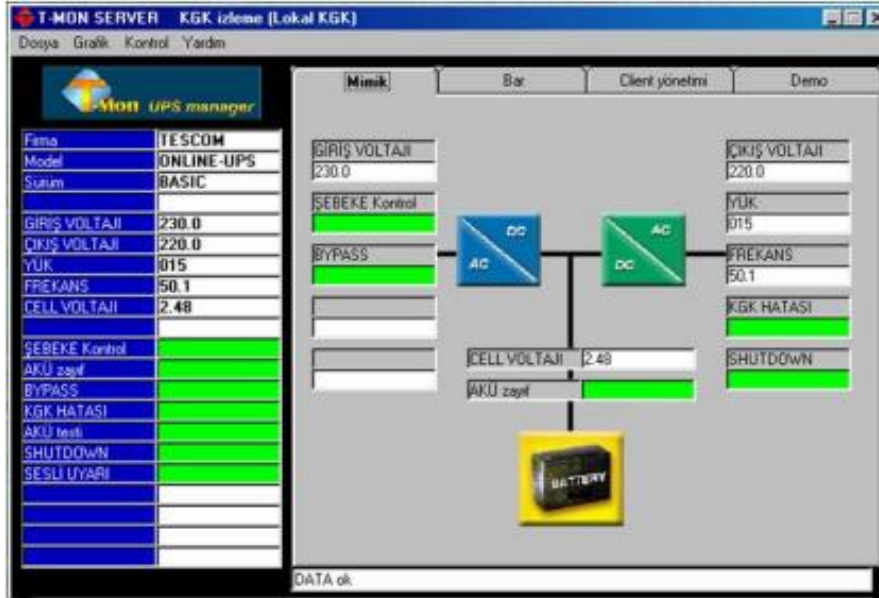 T-MON SERVER KGK izleme (Lokal KGK)
Dosya Grafik Kontrol Yardım
T-Mon UPS manager
Firma TESCOM
Model ONLINE-UPS
Sürüm BASIC
GİRİŞ VOLTAJI 230.0
ÇIKIŞ VOLTAJI 220.0
YÜK 015
FREKANS 50.1
CELL VOLTAJI 2.48
ŞEBEKE Kontrol
AKÜ zayıf
BYPASS
KGK HATASI
AKÜ testi
SHUTDOWN
SESLİ UYARI
Mimik Bar Client yönetimi Demo
GİRİŞ VOLTAJI
230.0
ŞEBEKE Kontrol
BYPASS
DC
AC
AC
DC
CELL VOLTAJI 2.48
AKÜ zayıf
BATTERY
ÇIKIŞ VOLTAJI
220.0
YÜK
015
FREKANS
50.1
KGK HATASI
SHUTDOWN
DATA ok